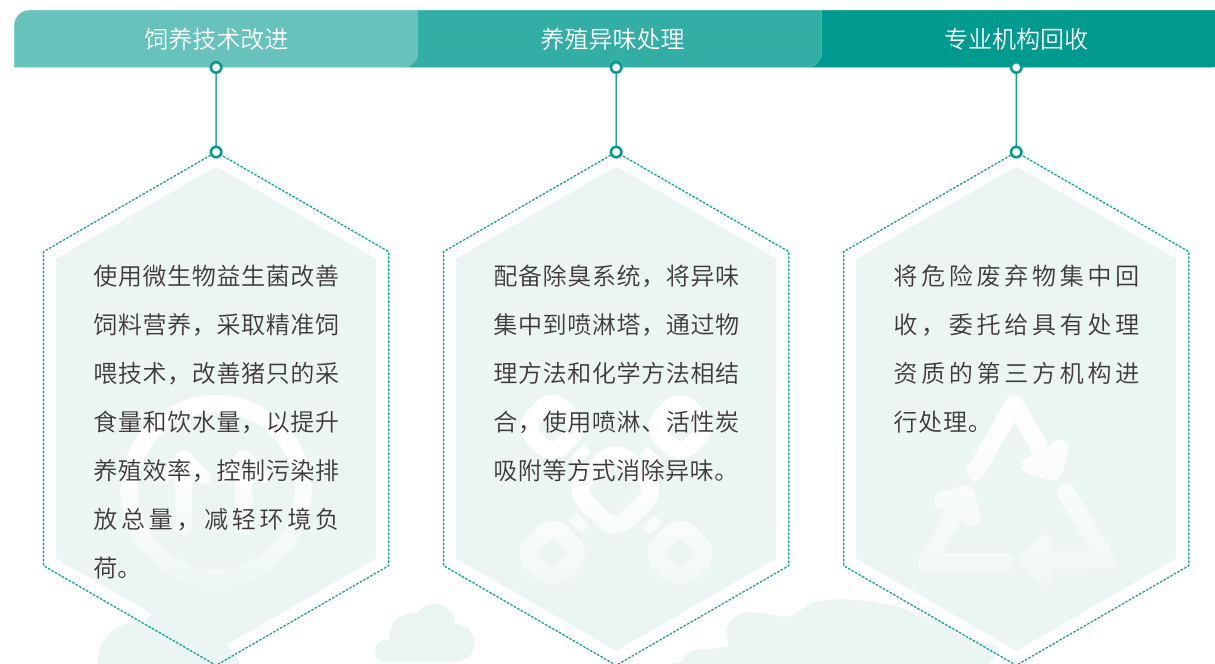 饲养技术改进
养殖异味处理
专业机构回收
使用微生物益生菌改善
饲料营养，采取精准饲
喂技术，改善猪只的采
食量和饮水量，以提升
养殖效率，控制污染排
放总量，减轻环境负
荷。
配备除臭系统，将异味
集中到喷淋塔，通过物
理方法和化学方法相结
合，使用喷淋、活性炭
吸附等方式消除异味。
将危险废弃物集中回
收，委托给具有处理
资质的第三方机构进
行处理。